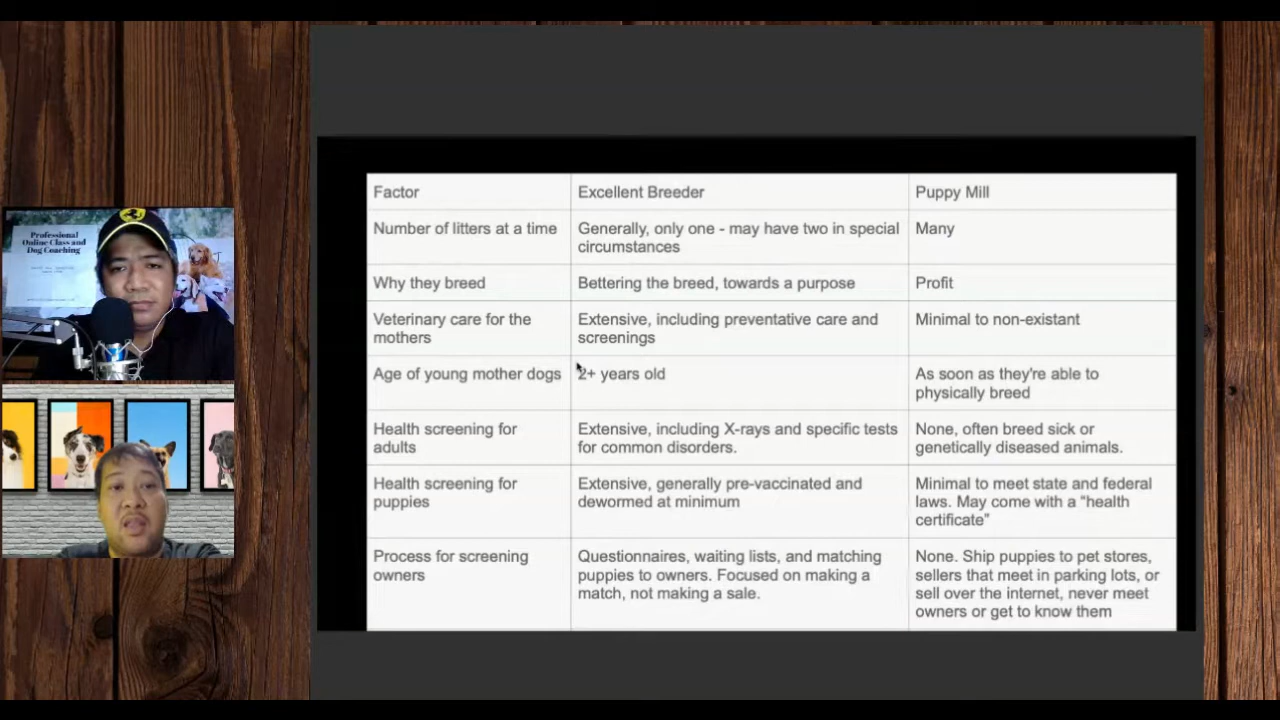 Professional
Online Class and
Dog Coaching
Factor
Excellent Breeder
Puppy Mill
Number of litters at a time
Generally, only one - may have two in special
circumstances
Many
Why they breed
Bettering the breed, towards a purpose
Profit
Veterinary care for the
mothers
Extensive, including preventative care and
screenings
Minimal to non-existant
Age of young mother dogs
2+ years old
As soon as they're able to
physically breed
Health screening for
adults
Extensive, including X-rays and specific tests
for common disorders.
None, often breed sick or
genetically diseased animals.
Health screening for
puppies
Extensive, generally pre-vaccinated and
dewormed at minimum
Minimal to meet state and federal
laws. May come with a “health
certificate”
Process for screening
owners
Questionnaires, waiting lists, and matching
puppies to owners. Focused on making a
match, not making a sale.
None. Ship puppies to pet stores,
sellers that meet in parking lots, or
sell over the internet, never meet
owners or get to know them